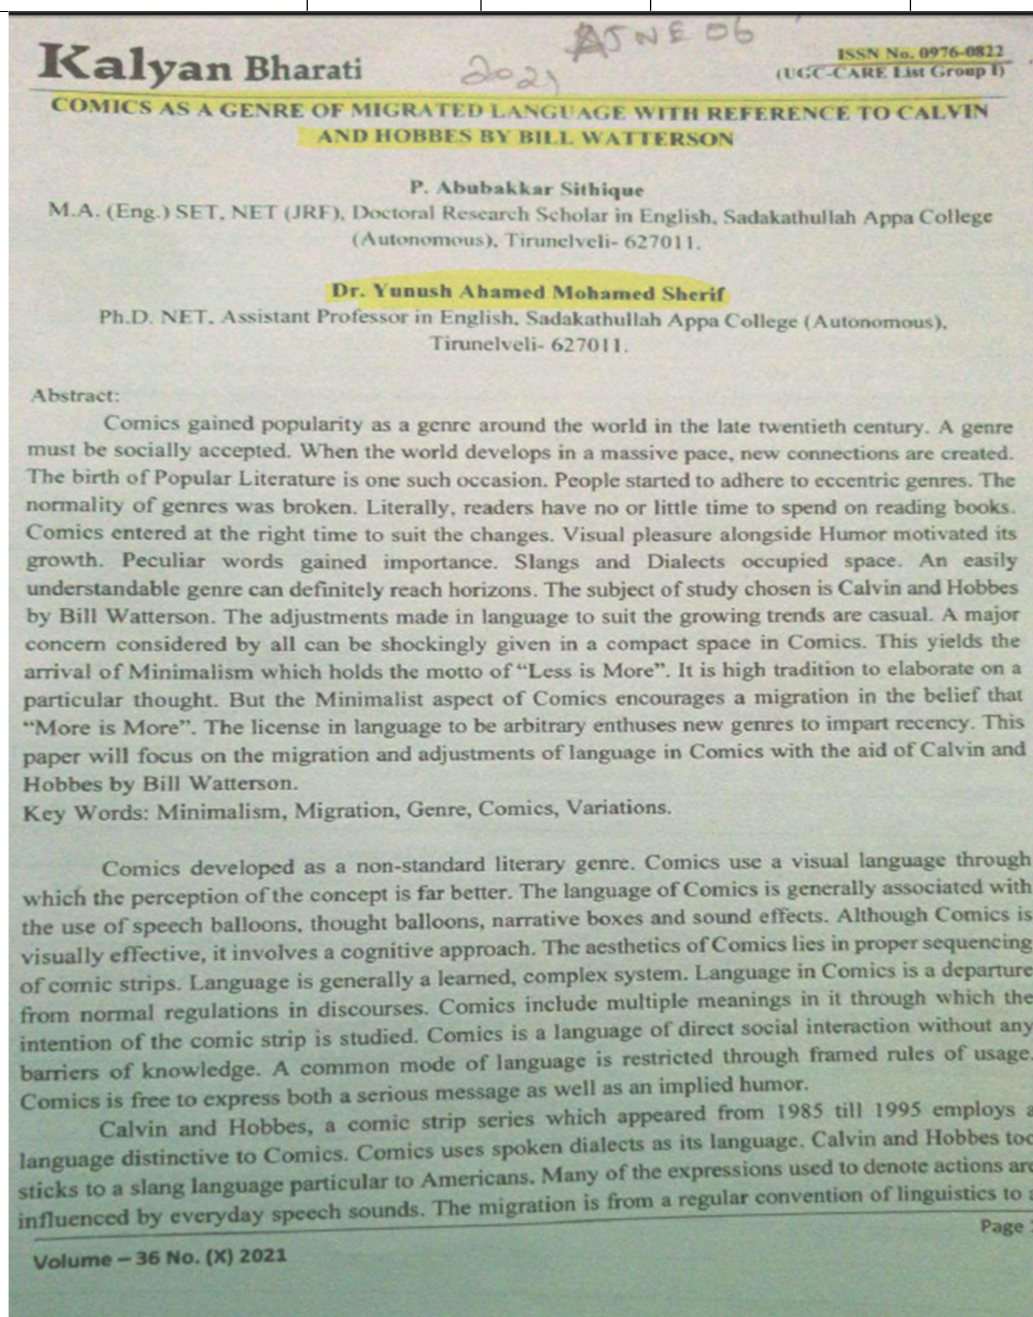 AJNE 06
2021
Kalyan Bharati
ISSN No. 0976-0822
(UGC-CARE List Group I)
COMICS AS A GENRE OF MIGRATED LANGUAGE WITH REFERENCE TO CALVIN
AND HOBBES BY BILL WATTERSON
P. Abubakkar Sithique
M.A. (Eng.) SET, NET (JRF), Doctoral Research Scholar in English, Sadakathullah Appa College
(Autonomous), Tirunelveli- 627011.
Dr. Yunush Ahamed Mohamed Sherif
Ph.D. NET, Assistant Professor in English, Sadakathullah Appa College (Autonomous),
Tirunelveli- 627011.
Abstract:
Comics gained popularity as a genre around the world in the late twentieth century. A genre
must be socially accepted. When the world develops in a massive pace, new connections are created.
The birth of Popular Literature is one such occasion. People started to adhere to eccentric genres. The
normality of genres was broken. Literally, readers have no or little time to spend on reading books.
Comics entered at the right time to suit the changes. Visual pleasure alongside Humor motivated its
growth. Peculiar words gained importance. Slangs and Dialects occupied space. An easily
understandable genre can definitely reach horizons. The subject of study chosen is Calvin and Hobbes
by Bill Watterson. The adjustments made in language to suit the growing trends are casual. A major
concern considered by all can be shockingly given in a compact space in Comics. This yields the
arrival of Minimalism which holds the motto of “Less is More”. It is high tradition to elaborate on a
particular thought. But the Minimalist aspect of Comics encourages a migration in the belief that
“More is More”. The license in language to be arbitrary enthuses new genres to impart recency. This
paper will focus on the migration and adjustments of language in Comics with the aid of Calvin and
Hobbes by Bill Watterson.
Key Words: Minimalism, Migration, Genre, Comics, Variations.
Comics developed as a non-standard literary genre. Comics use a visual language through
which the perception of the concept is far better. The language of Comics is generally associated with
the use of speech balloons, thought balloons, narrative boxes and sound effects. Although Comics is
visually effective, it involves a cognitive approach. The aesthetics of Comics lies in proper sequencing
of comic strips. Language is generally a learned, complex system. Language in Comics is a departure
from normal regulations in discourses. Comics include multiple meanings in it through which the
intention of the comic strip is studied. Comics is a language of direct social interaction without any
barriers of knowledge. A common mode of language is restricted through framed rules of usage.
Comics is free to express both a serious message as well as an implied humor.
Calvin and Hobbes, a comic strip series which appeared from 1985 till 1995 employs a
language distinctive to Comics. Comics uses spoken dialects as its language. Calvin and Hobbes too
sticks to a slang language particular to Americans. Many of the expressions used to denote actions are
influenced by everyday speech sounds. The migration is from a regular convention of linguistics to a
Page
Volume – 36 No. (X) 2021